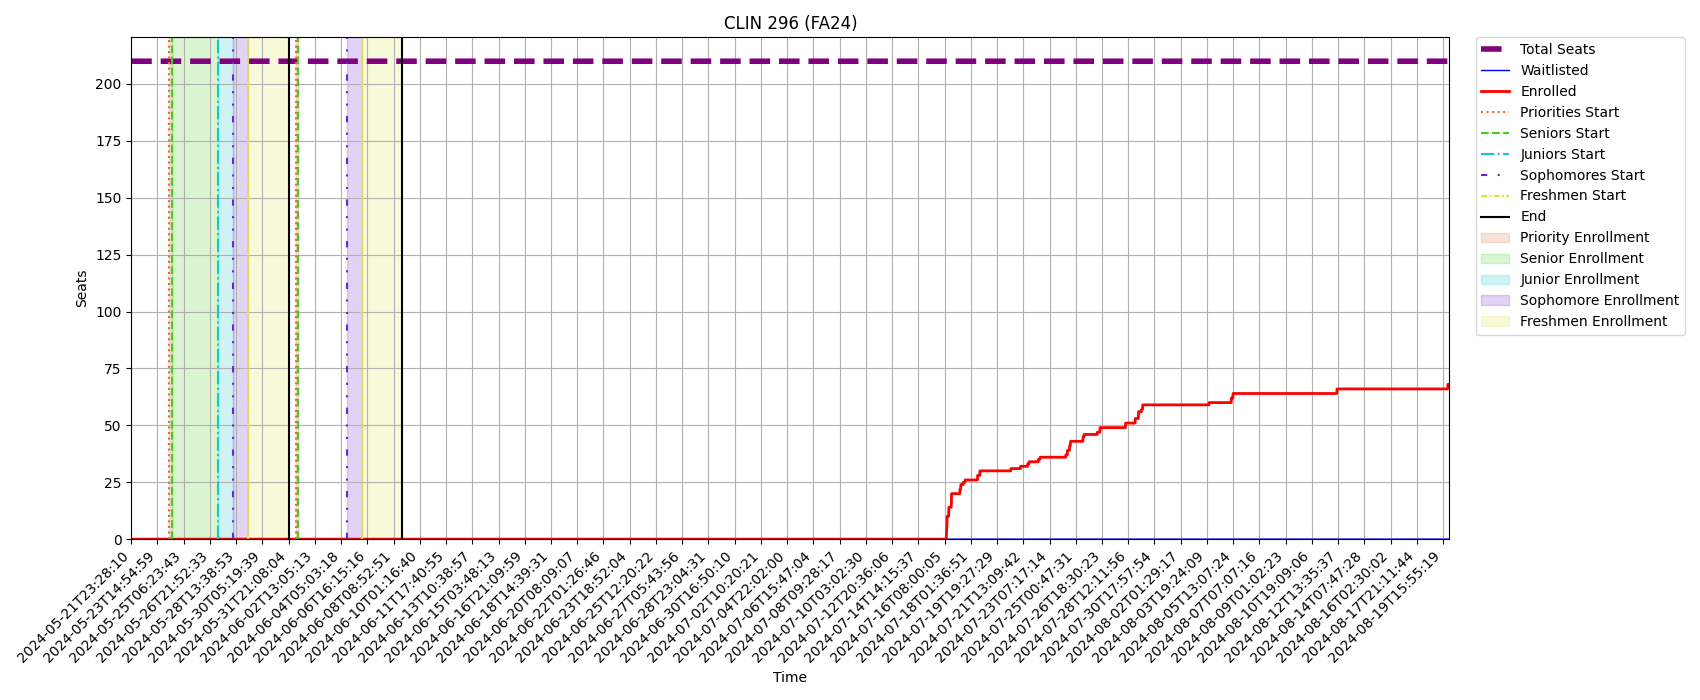 CLIN 296 (FA24)
Seats
200
175
150
125
100
75
50
25
0
2024-05-21T23:28:10
2024-05-23T14:54:59
2024-05-25T06:23:43
2024-05-26T21:52:33
2024-05-28T13:38:53
2024-05-30T05:19:39
2024-05-31T21:08:04
2024-06-02T13:05:13
2024-06-04T05:03:18
2024-06-06T16:15:16
2024-06-08T08:52:51
2024-06-10T01:16:40
2024-06-11T17:40:55
2024-06-13T10:38:57
2024-06-15T03:48:13
2024-06-16T21:09:59
2024-06-18T14:39:31
2024-06-20T08:09:07
2024-06-22T01:26:46
2024-06-23T18:52:04
2024-06-25T12:20:22
2024-06-27T05:43:56
2024-06-28T23:04:31
2024-06-30T16:50:10
2024-07-02T10:20:21
2024-07-04T22:02:00
2024-07-06T15:47:04
2024-07-08T09:28:17
2024-07-10T03:02:30
2024-07-12T20:36:06
2024-07-14T14:15:37
2024-07-16T08:00:05
2024-07-18T01:36:51
2024-07-19T19:27:29
2024-07-21T13:09:42
2024-07-23T07:17:14
2024-07-25T00:47:31
2024-07-26T18:30:23
2024-07-28T12:11:56
2024-07-30T17:57:54
2024-08-02T01:29:17
2024-08-03T19:24:09
2024-08-05T13:07:24
2024-08-07T07:07:16
2024-08-09T01:02:23
2024-08-10T19:09:06
2024-08-12T13:35:37
2024-08-14T07:47:28
2024-08-16T02:30:02
2024-08-17T21:11:44
2024-08-19T15:55:19
Time
Total Seats
Waitlisted
Enrolled
Priorities Start
Seniors Start
Juniors Start
Sophomores Start
Freshmen Start
End
Priority Enrollment
Senior Enrollment
Junior Enrollment
Sophomore Enrollment
Freshmen Enrollment